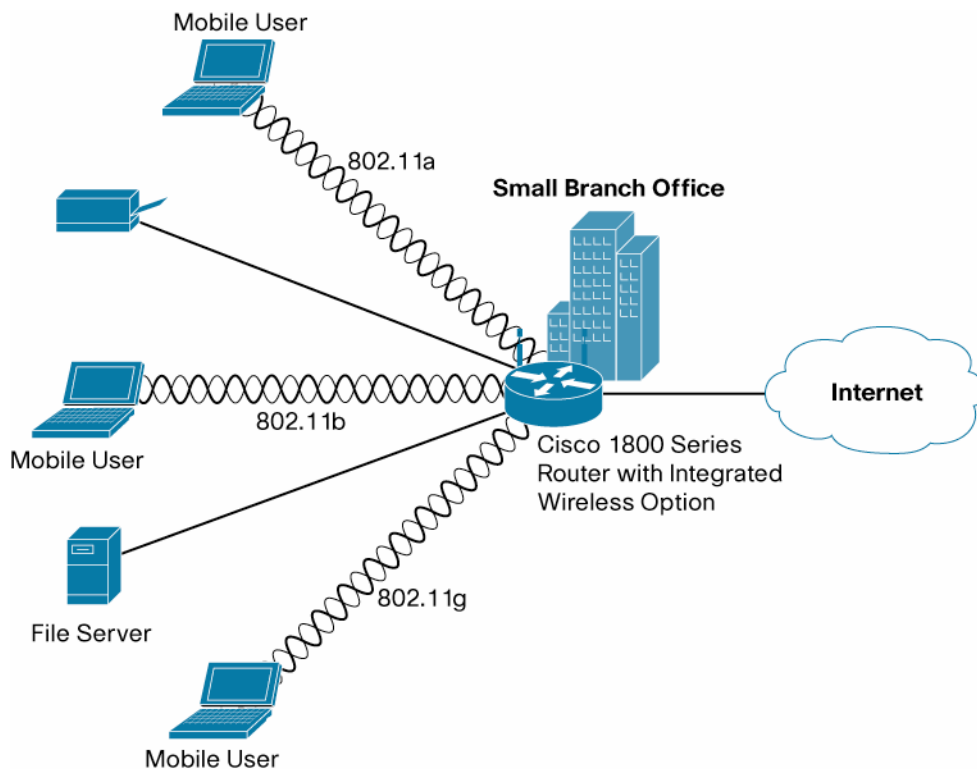 Mobile User
802.11a
Small Branch Office
Internet
802.11b
Mobile User
Cisco 1800 Series
Router with Integrated
Wireless Option
802.11g
File Server
Mobile User